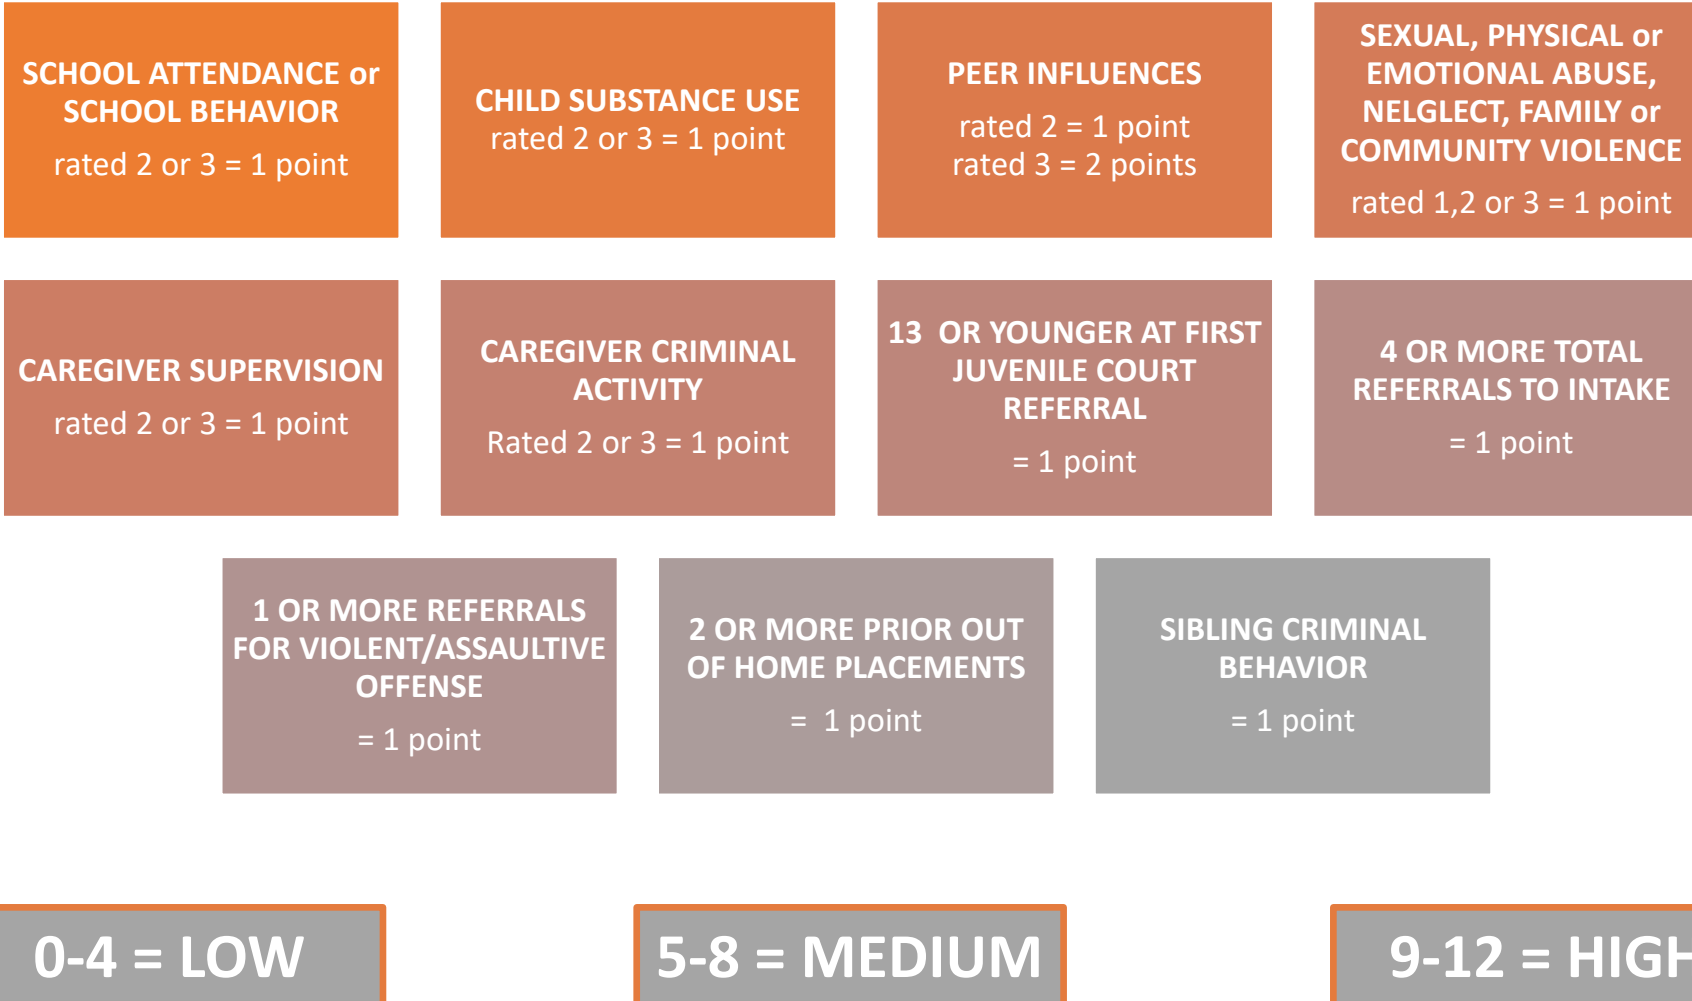 SCHOOL ATTENDANCE or
SCHOOL BEHAVIOR
rated 2 or 3 = 1 point
CHILD SUBSTANCE USE
rated 2 or 3 = 1 point
PEER INFLUENCES
rated 2 = 1 point
rated 3 = 2 points
SEXUAL, PHYSICAL or
EMOTIONAL ABUSE,
NELGLECT, FAMILY or
COMMUNITY VIOLENCE
rated 1,2 or 3 = 1 point
CAREGIVER SUPERVISION
rated 2 or 3 = 1 point
CAREGIVER CRIMINAL
ACTIVITY
Rated 2 or 3 = 1 point
13 OR YOUNGER AT FIRST
JUVENILE COURT
REFERRAL
= 1 point
4 OR MORE TOTAL
REFERRALS TO INTAKE
= 1 point
1 OR MORE REFERRALS
FOR VIOLENT/ASSAULTIVE
OFFENSE
= 1 point
2 OR MORE PRIOR OUT
OF HOME PLACEMENTS
= 1 point
SIBLING CRIMINAL
BEHAVIOR
= 1 point
0-4 = LOW
5-8 = MEDIUM
9-12 = HIGH